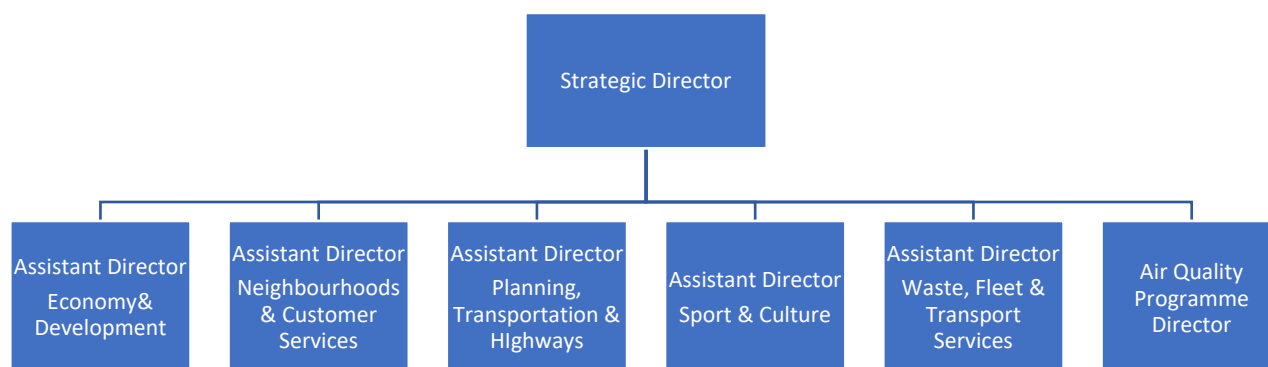 Strategic Director
Assistant Director
Economy&
Development
Assistant Director
Neighbourhoods
& Customer
Services
Assistant Director
Planning,
Transportation &
HIghways
Assistant Director
Sport & Culture
Assistant Director
Waste, Fleet &
Transport
Services
Air Quality
Programme
Director